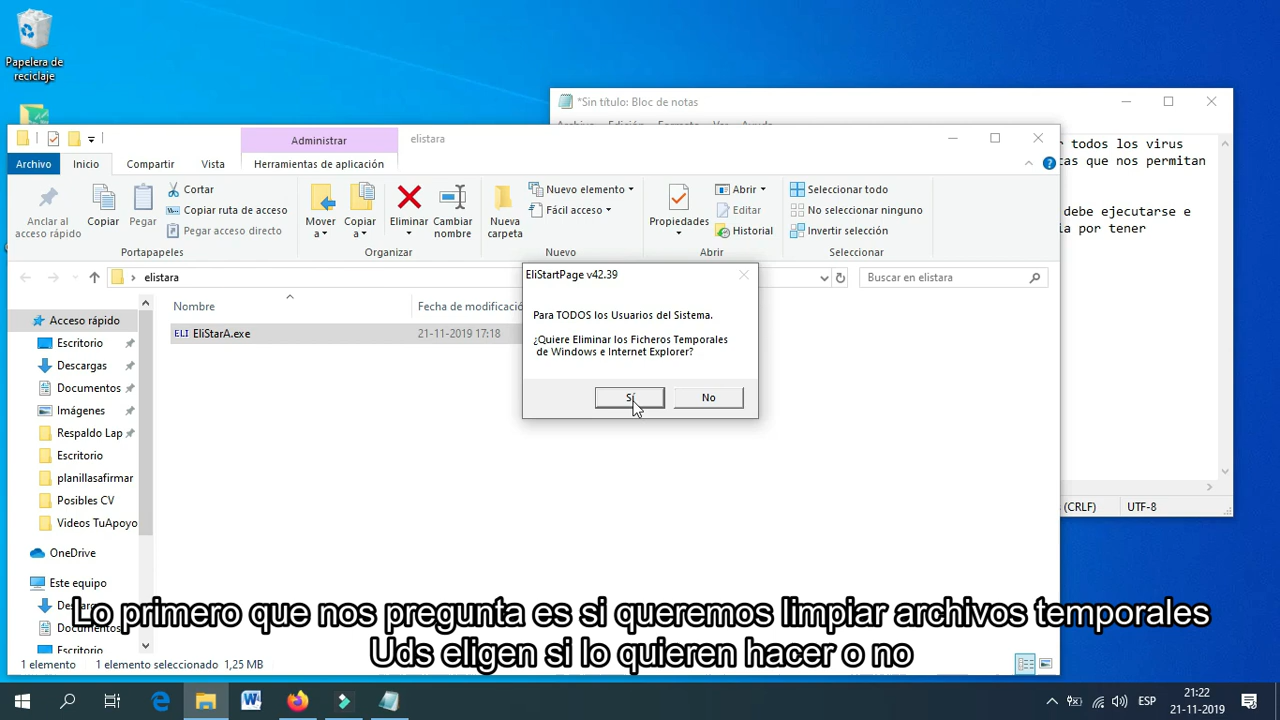 Papelera de
reciclaje
*Sin título: Bloc de notas
Administrar
elistara
Archivo
Inicio
Compartir
Vista
Herramientas de aplicación
Anclar al
acceso rápido
Copiar
Pegar
Cortar
Copiar ruta de acceso
Pegar acceso directo
Portapapeles
Mover
a
Copiar
a
Eliminar
Cambiar
nombre
Organizar
Nueva
carpeta
Nuevo elemento
Fácil acceso
Nuevo
Propiedades
Abrir
Editar
Historial
Abrir
Seleccionar todo
No seleccionar ninguno
Invertir selección
Seleccionar
todos los virus
que nos permitan
debe ejecutarse e
por tener
elistara
Buscar en elistara
Nombre
Fecha de modificació
ELI EliStarA.exe
21-11-2019 17:18
EliStartPage v42.39
Para TODOS los Usuarios del Sistema.
¿Quiere Eliminar los Ficheros Temporales
de Windows e Internet Explorer?
Sí
No
Acceso rápido
Escritorio
Descargas
Documentos
Imágenes
Respaldo Lap
Escritorio
planillasafirmar
Posibles CV
Videos TuApoyo
OneDrive
Este equipo
(CRLF)
UTF-8
Lo primero que nos pregunta es si queremos limpiar archivos temporales
Uds eligen si lo quieren hacer o no
1 elemento
1 elemento seleccionado 1,25 MB
ESP
21:22
21-11-2019